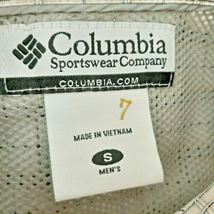 Columbia
Sportswear Company
COLUMBIA.COM
7
MADE IN VIETNAM
S
MEN'S